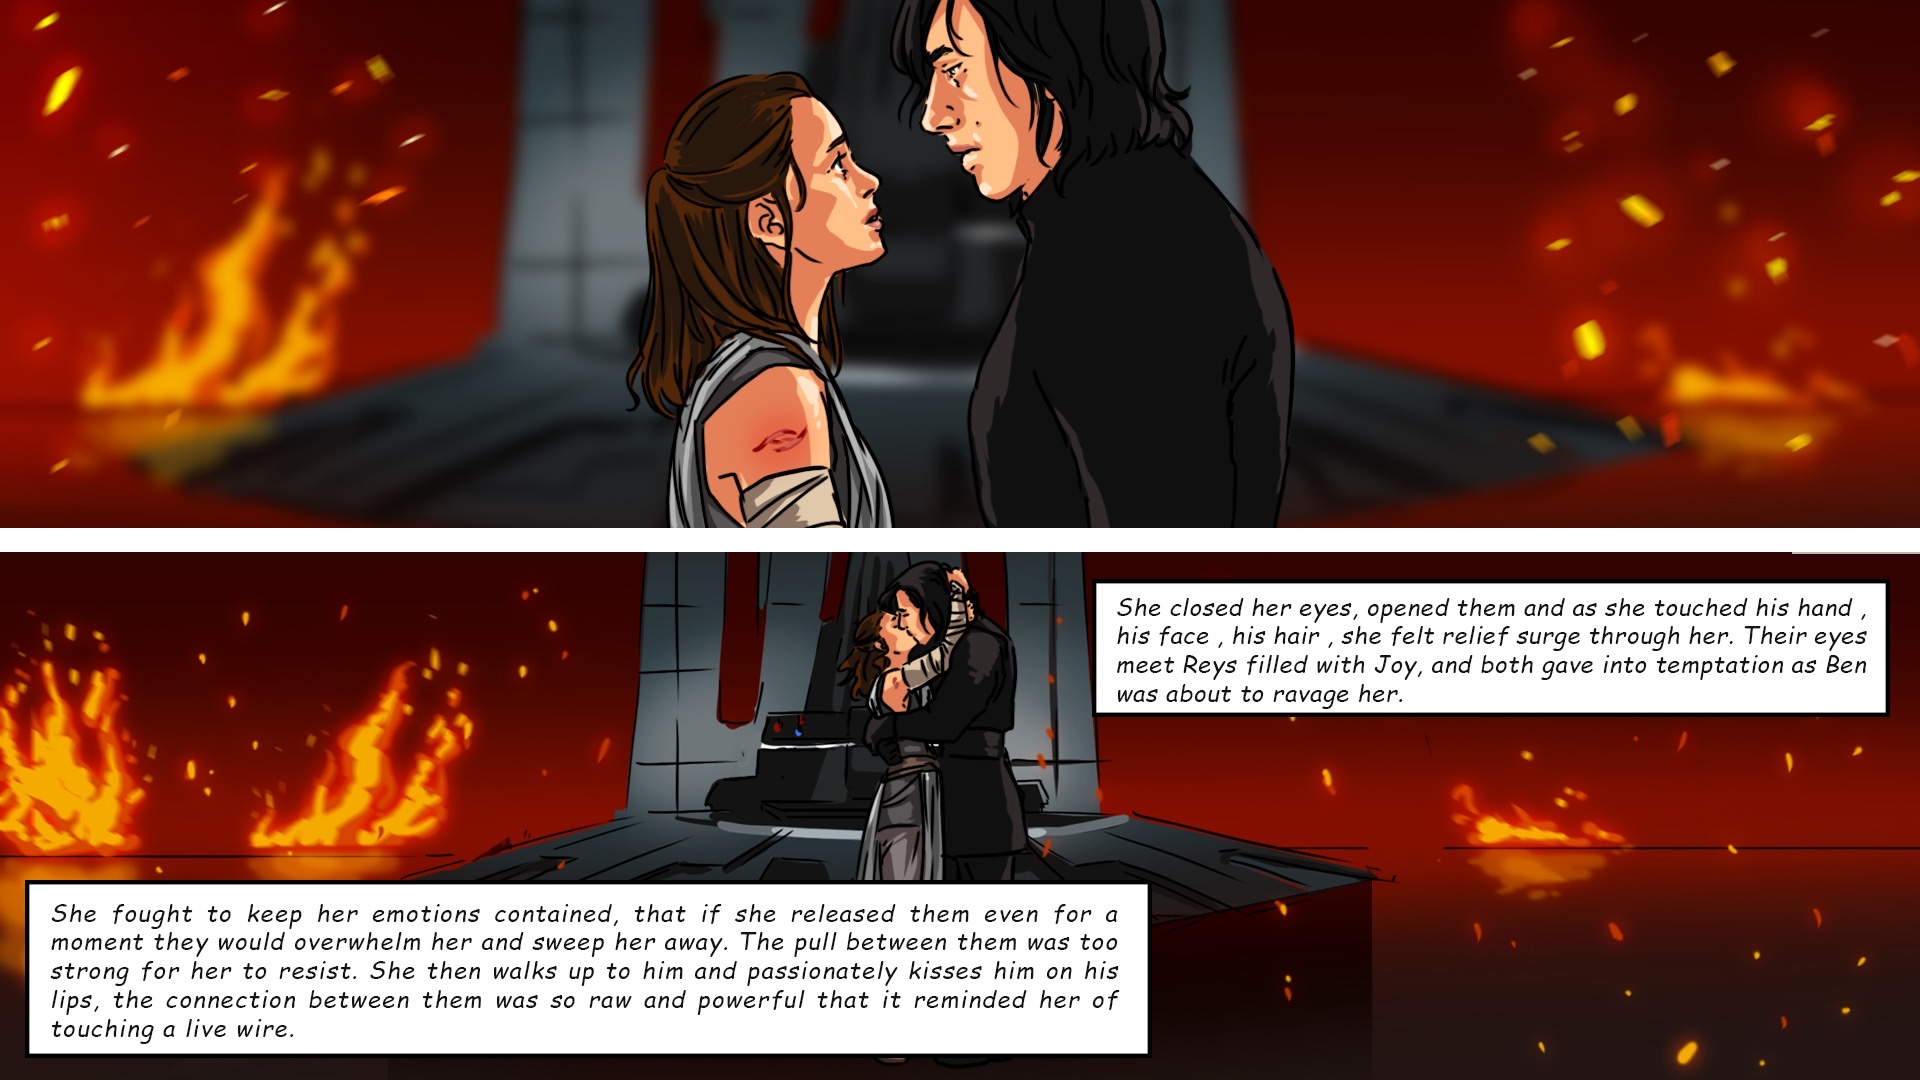 She closed her eyes, opened them and as she touched his hand ,
his face , his hair , she felt relief surge through her. Their eyes
meet Reys filled with Joy, and both gave into temptation as Ben
was about to ravage her.
She fought to keep her emotions contained, that if she released them even for a
moment they would overwhelm her and sweep her away. The pull between them was too
strong for her to resist. She then walks up to him and passionately kisses him on his
lips, the connection between them was so raw and powerful that it reminded her of
touching a live wire.